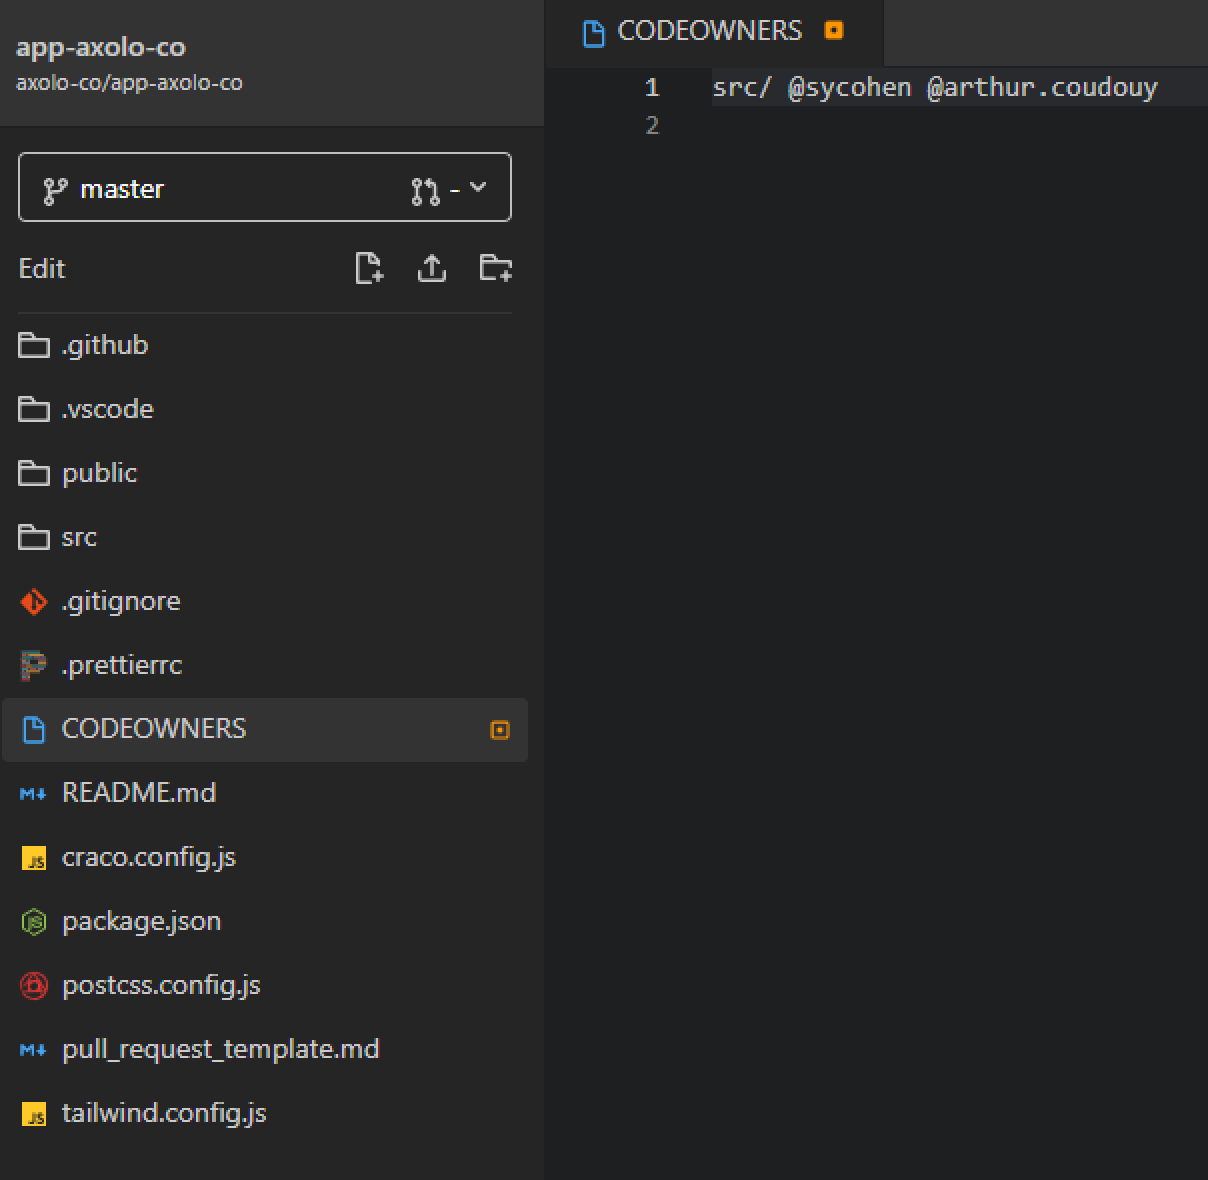 app-axolo-co
axolo-co/app-axolo-co
master
-
Edit
.github
.vscode
public
src
.gitignore
.prettierrc
CODEOWNERS
README.md
craco.config.js
package.json
postcss.config.js
pull_request_template.md
tailwind.config.js
CODEOWNERS
1 src/ @sycohen @arthur.coudouy
2